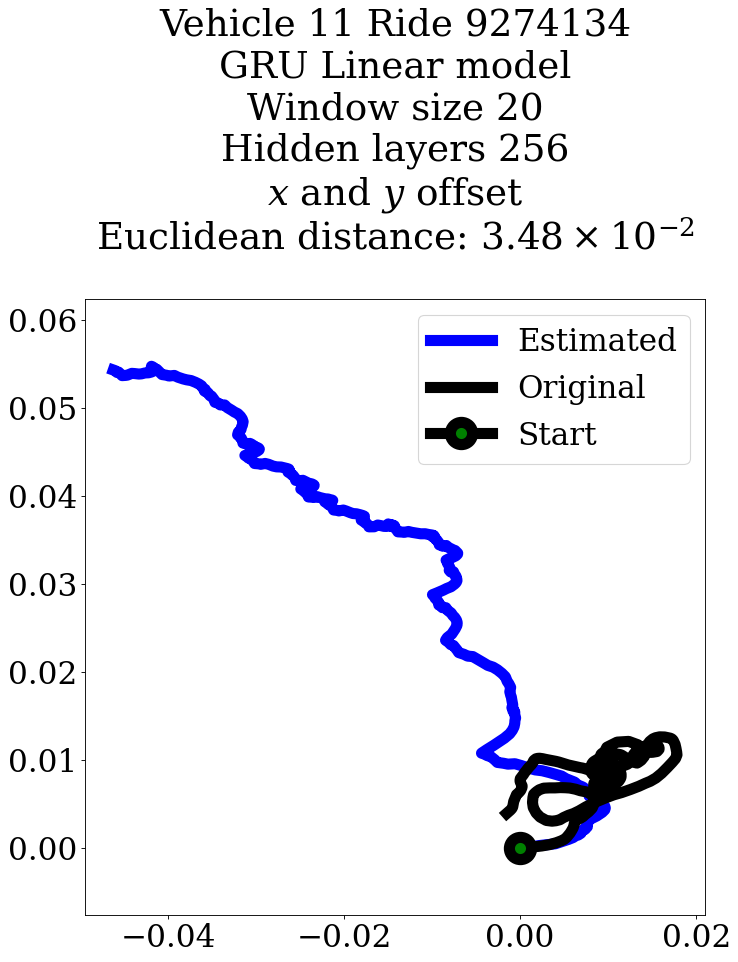 Vehicle 11 Ride 9274134
GRU Linear model
Window size 20
Hidden layers 256
x and y offset
Euclidean distance: 3.48 × 10⁻²
Estimated
Original
Start
0.06
0.05
0.04
0.03
0.02
0.01
0.00
−0.04
−0.02
0.00
0.02